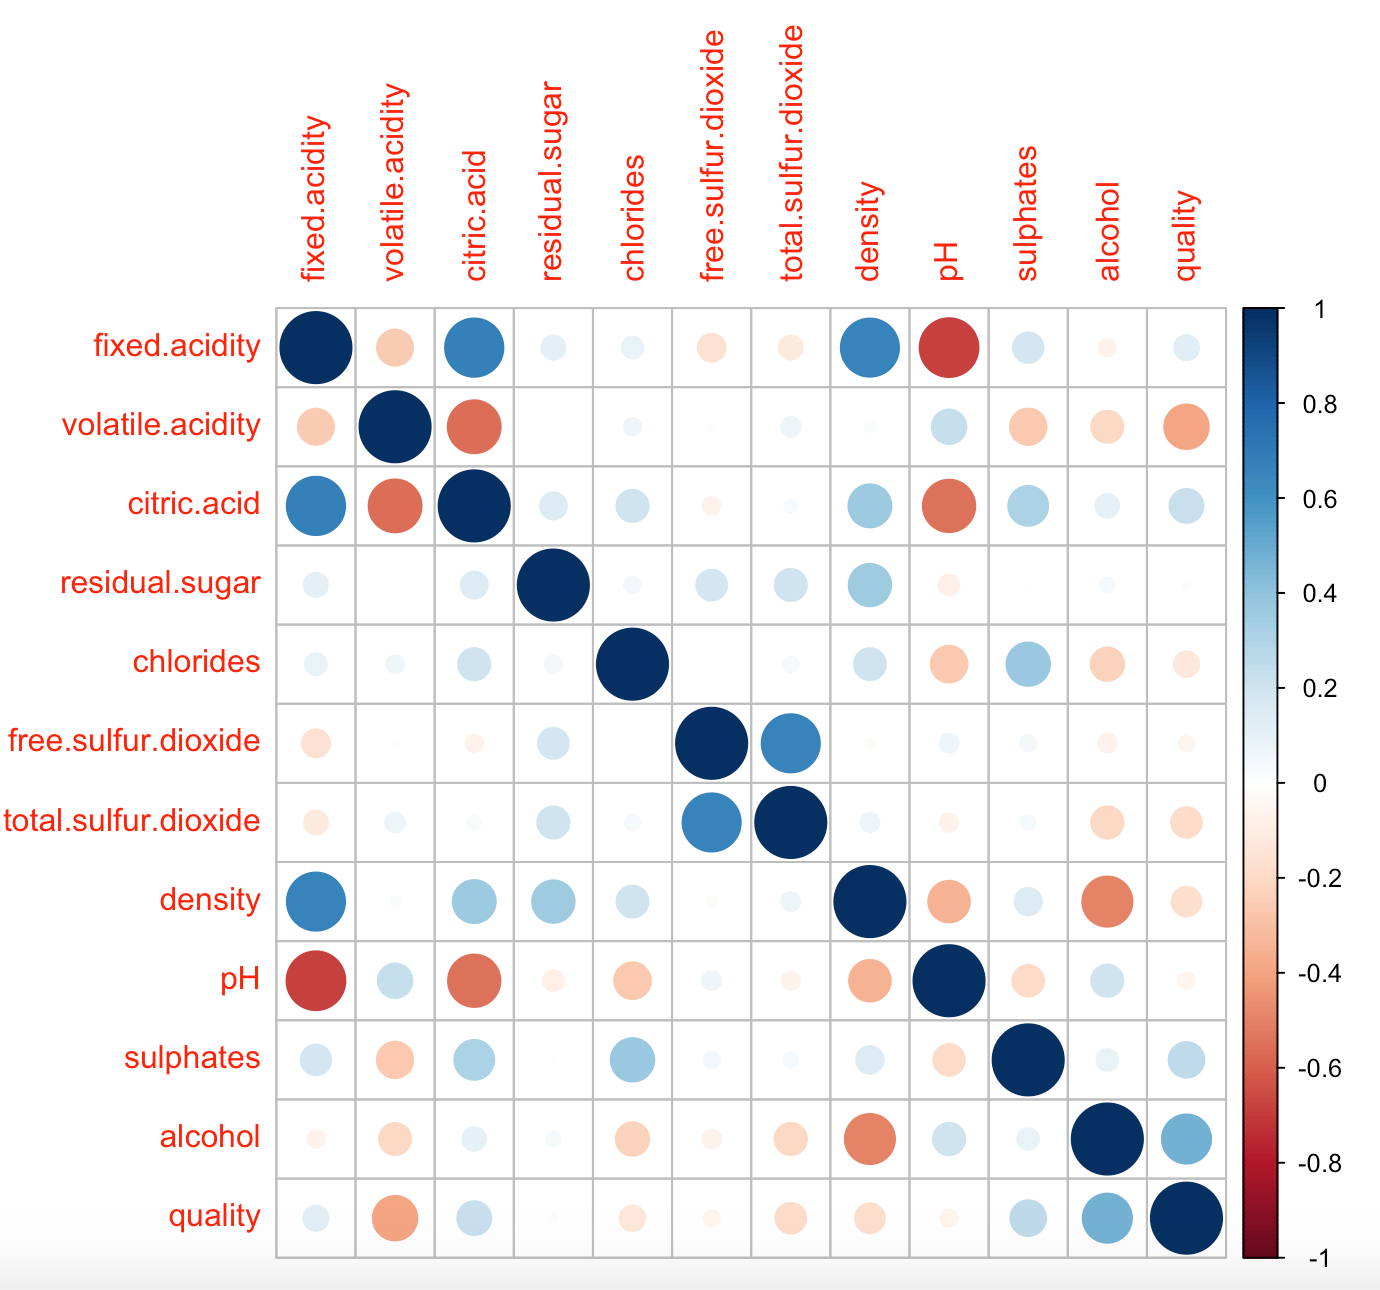 fixed.acidity
volatile.acidity
citric.acid
residual.sugar
chlorides
free.sulfur.dioxide
total.sulfur.dioxide
density
pH
sulphates
alcohol
quality
fixed.acidity
volatile.acidity
citric.acid
residual.sugar
chlorides
free.sulfur.dioxide
total.sulfur.dioxide
density
pH
sulphates
alcohol
quality
1
0.8
0.6
0.4
0.2
0
-0.2
-0.4
-0.6
-0.8
-1